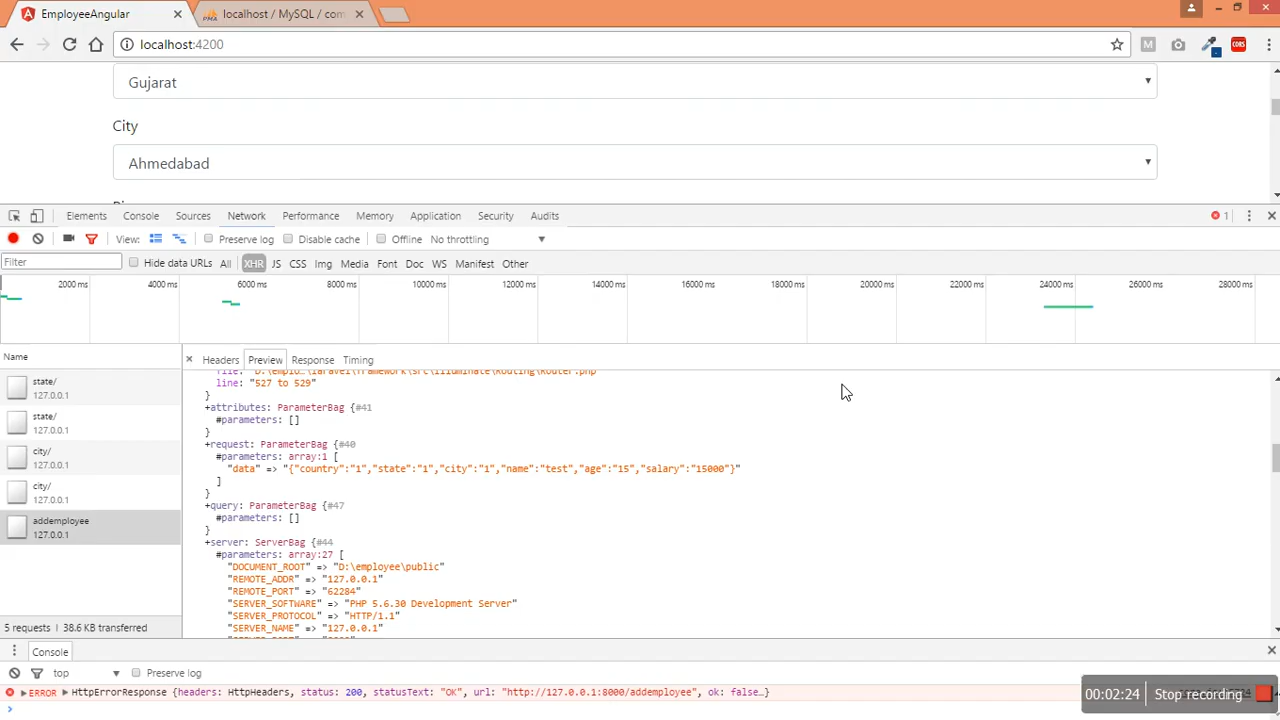 EmployeeAngular
localhost / MySQL / com
localhost:4200
Gujarat
City
Ahmedabad
Elements Console Sources Network Performance Memory Application Security Audits 1
View: Preserve log Disable cache Offline No throttling
Filter Hide data URLs All XHR JS CSS Img Media Font Doc WS Manifest Other
2000 ms 4000 ms 6000 ms 8000 ms 10000 ms 12000 ms 14000 ms 16000 ms 18000 ms 20000 ms 22000 ms 24000 ms 26000 ms 28000 ms
Name
state/
127.0.0.1
state/
127.0.0.1
city/
127.0.0.1
city/
127.0.0.1
addemployee
127.0.0.1
5 requests | 38.6 KB transferred
× Headers Preview Response Timing
line: "527 to 529"
}
+attributes: ParameterBag {#41
#parameters: []
}
+request: ParameterBag {#40
#parameters: array:1 [
"data" => "{"country":"1","state":"1","city":"1","name":"test","age":"15","salary":"15000"}"
]
}
+query: ParameterBag {#47
#parameters: []
}
+server: ServerBag {#44
#parameters: array:27 [
"DOCUMENT_ROOT" => "D:\employee\public"
"REMOTE_ADDR" => "127.0.0.1"
"REMOTE_PORT" => "62284"
"SERVER_SOFTWARE" => "PHP 5.6.30 Development Server"
"SERVER_PROTOCOL" => "HTTP/1.1"
"SERVER_NAME" => "127.0.0.1"
Console
top Preserve log
ERROR HttpErrorResponse {headers: HttpHeaders, status: 200, statusText: "OK", url: "http://127.0.0.1:8000/addemployee", ok: false…}
00:02:24 Stop recording